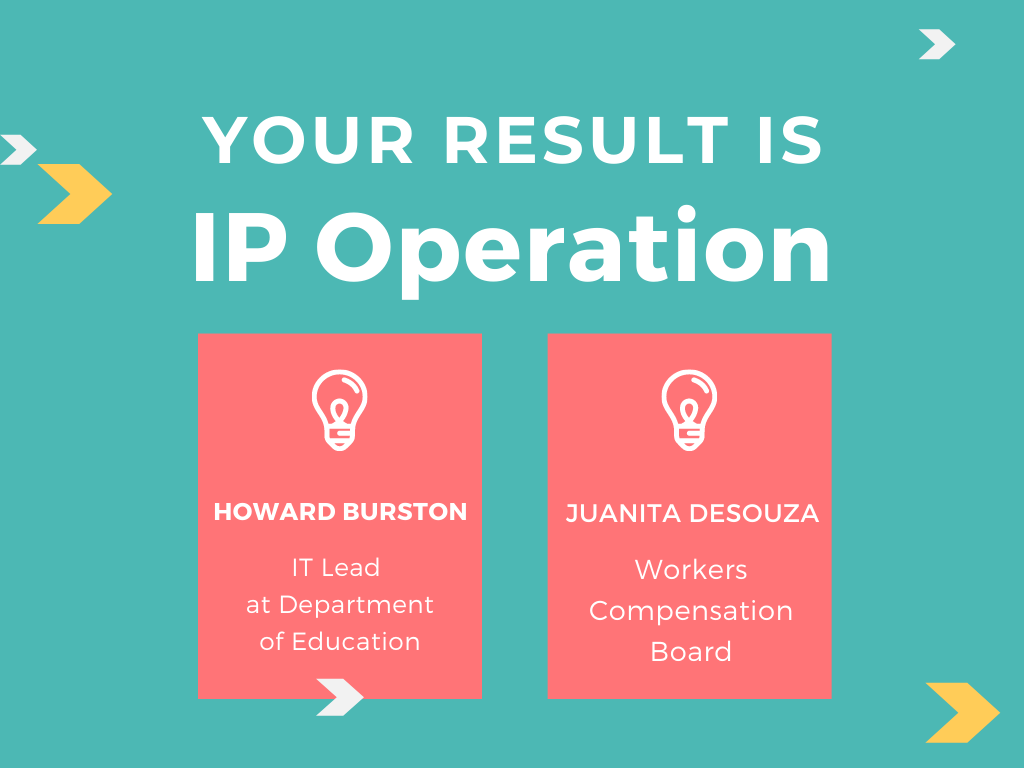 YOUR RESULT IS
IP Operation
HOWARD BURSTON
IT Lead
at Department
of Education
JUANITA DESOUZA
Workers
Compensation
Board